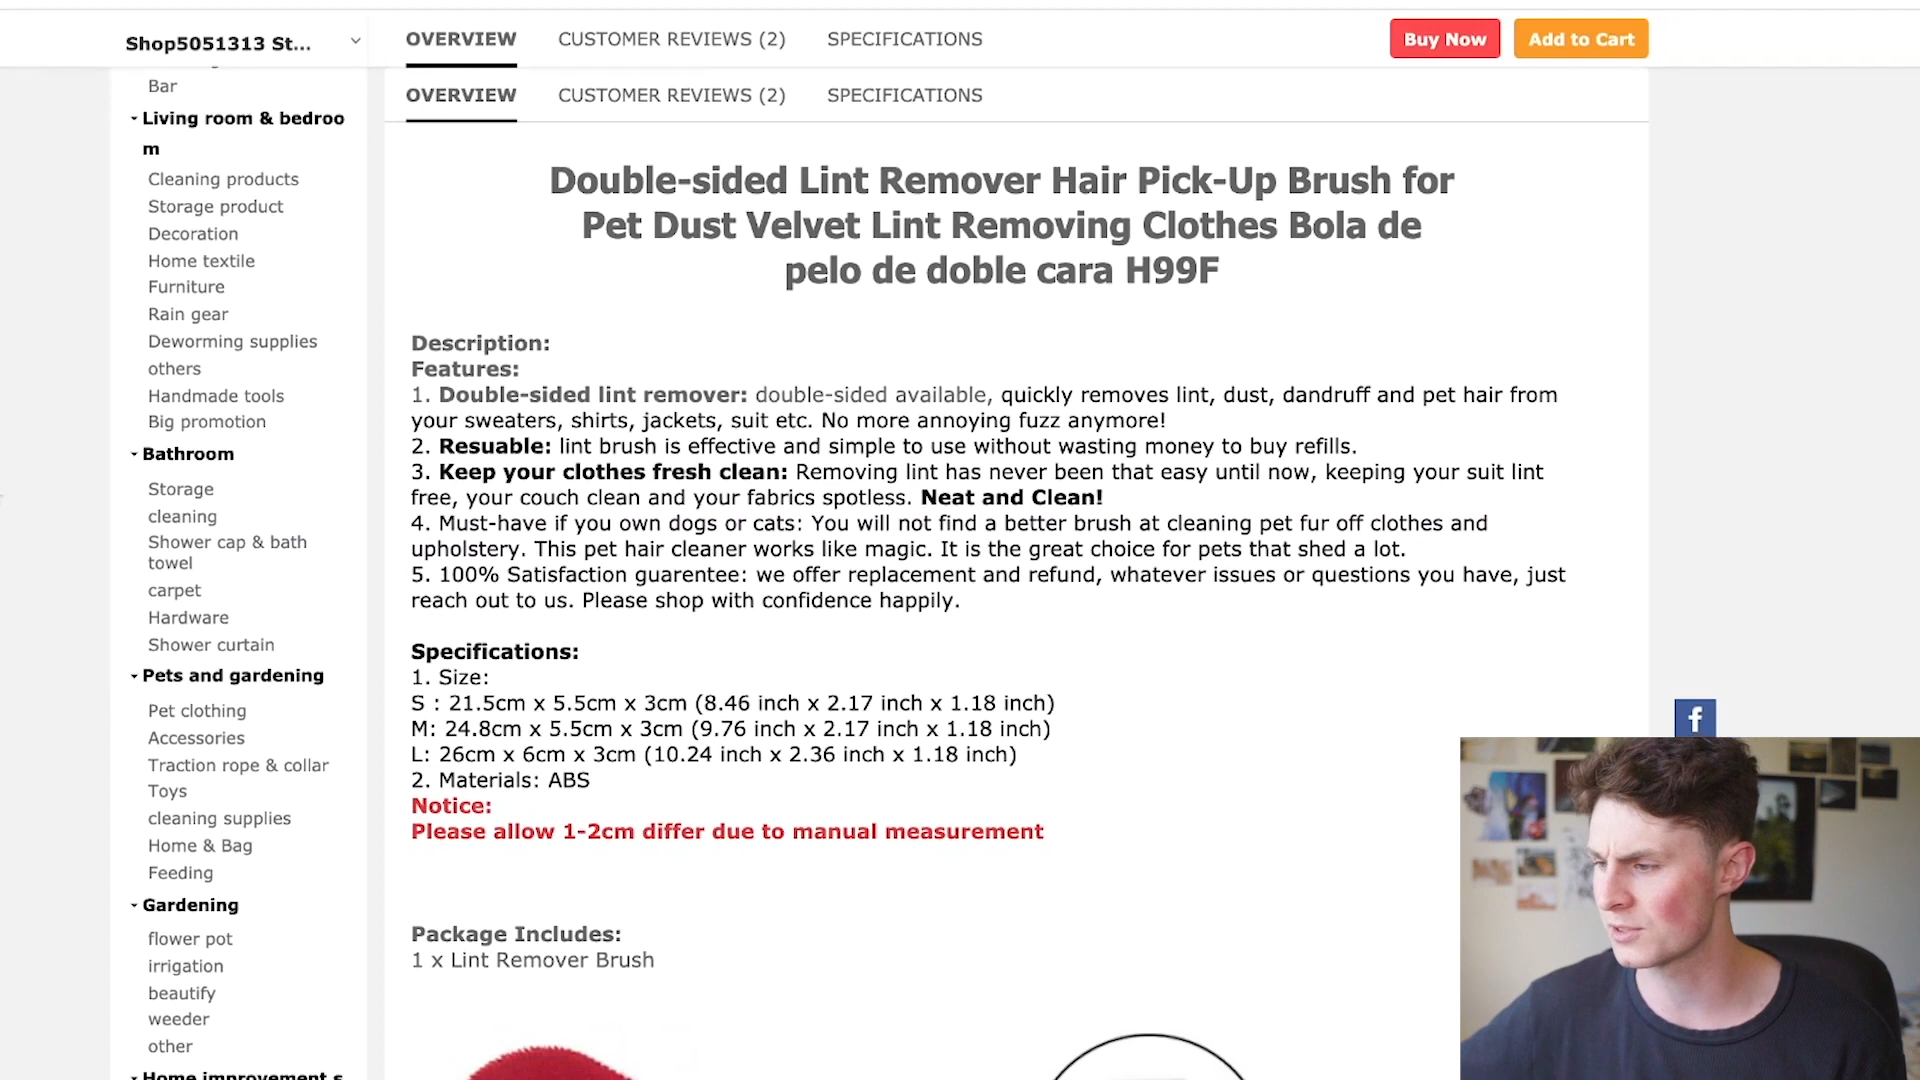 Shop5051313 St...
OVERVIEW
CUSTOMER REVIEWS (2)
SPECIFICATIONS
Buy Now
Add to Cart
Bar
Living room & bedroo
m
Cleaning products
Storage product
Decoration
Home textile
Furniture
Rain gear
Deworming supplies
others
Handmade tools
Big promotion
Bathroom
Storage
cleaning
Shower cap & bath
towel
carpet
Hardware
Shower curtain
Pets and gardening
Pet clothing
Accessories
Traction rope & collar
Toys
cleaning supplies
Home & Bag
Feeding
Gardening
flower pot
irrigation
beautify
weeder
other
Home improvement s
OVERVIEW
CUSTOMER REVIEWS (2)
SPECIFICATIONS
Double-sided Lint Remover Hair Pick-Up Brush for
Pet Dust Velvet Lint Removing Clothes Bola de
pelo de doble cara H99F
Description:
Features:
1. Double-sided lint remover: double-sided available, quickly removes lint, dust, dandruff and pet hair from
your sweaters, shirts, jackets, suit etc. No more annoying fuzz anymore!
2. Resuable: lint brush is effective and simple to use without wasting money to buy refills.
3. Keep your clothes fresh clean: Removing lint has never been that easy until now, keeping your suit lint
free, your couch clean and your fabrics spotless. Neat and Clean!
4. Must-have if you own dogs or cats: You will not find a better brush at cleaning pet fur off clothes and
upholstery. This pet hair cleaner works like magic. It is the great choice for pets that shed a lot.
5. 100% Satisfaction guarentee: we offer replacement and refund, whatever issues or questions you have, just
reach out to us. Please shop with confidence happily.
Specifications:
1. Size:
S : 21.5cm x 5.5cm x 3cm (8.46 inch x 2.17 inch x 1.18 inch)
M: 24.8cm x 5.5cm x 3cm (9.76 inch x 2.17 inch x 1.18 inch)
L: 26cm x 6cm x 3cm (10.24 inch x 2.36 inch x 1.18 inch)
2. Materials: ABS
Notice:
Please allow 1-2cm differ due to manual measurement
Package Includes:
1 x Lint Remover Brush
f